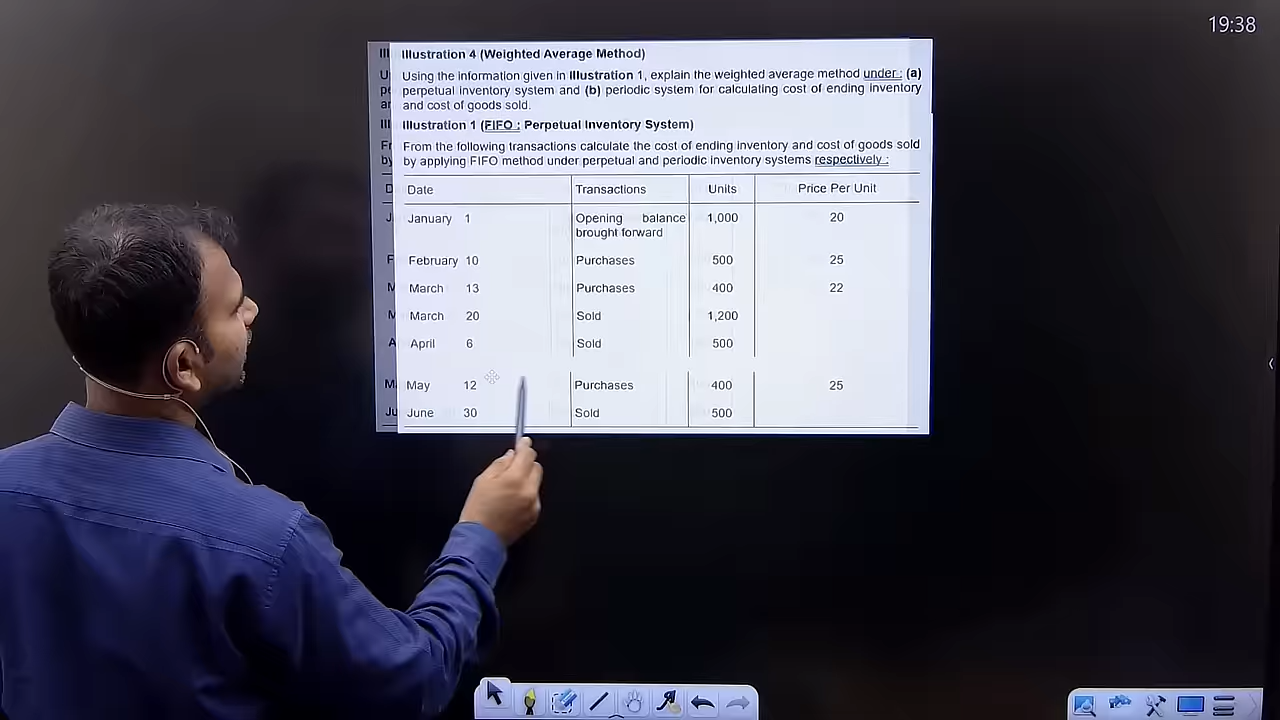 19:38
Illustration 4 (Weighted Average Method)
Using the information given in Illustration 1, explain the weighted average method under : (a)
perpetual inventory system and (b) periodic system for calculating cost of ending inventory
and cost of goods sold.
Illustration 1 (FIFO : Perpetual Inventory System)
From the following transactions calculate the cost of ending inventory and cost of goods sold
by applying FIFO method under perpetual and periodic inventory systems respectively :
Date Transactions Units Price Per Unit
January 1 Opening balance 1,000 20
brought forward
February 10 Purchases 500 25
March 13 Purchases 400 22
March 20 Sold 1,200
April 6 Sold 500
May 12 Purchases 400 25
June 30 Sold 500